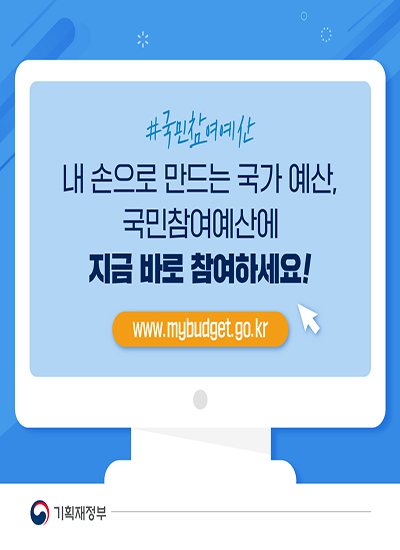 #국민참여예산
내 손으로 만드는 국가 예산,
국민참여예산에
지금 바로 참여하세요!
www.mybudget.go.kr
기획재정부